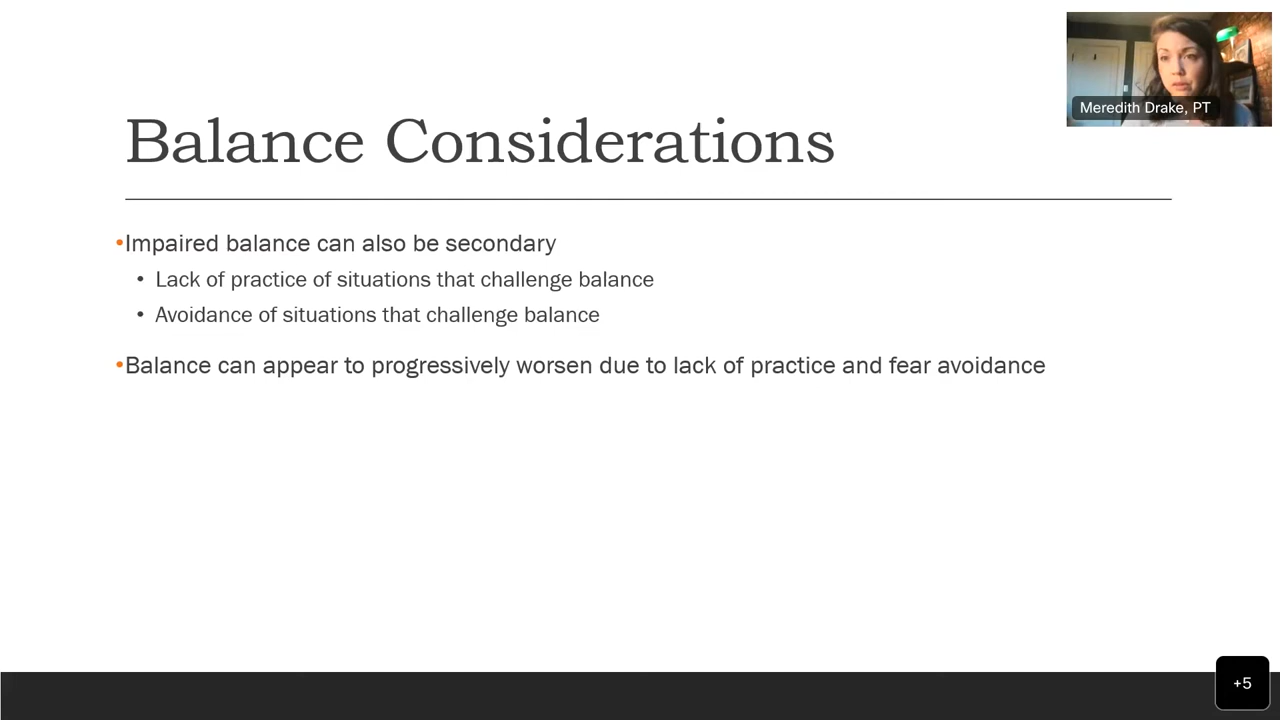 Meredith Drake, PT
Balance Considerations
•Impaired balance can also be secondary
• Lack of practice of situations that challenge balance
• Avoidance of situations that challenge balance
•Balance can appear to progressively worsen due to lack of practice and fear avoidance
+5